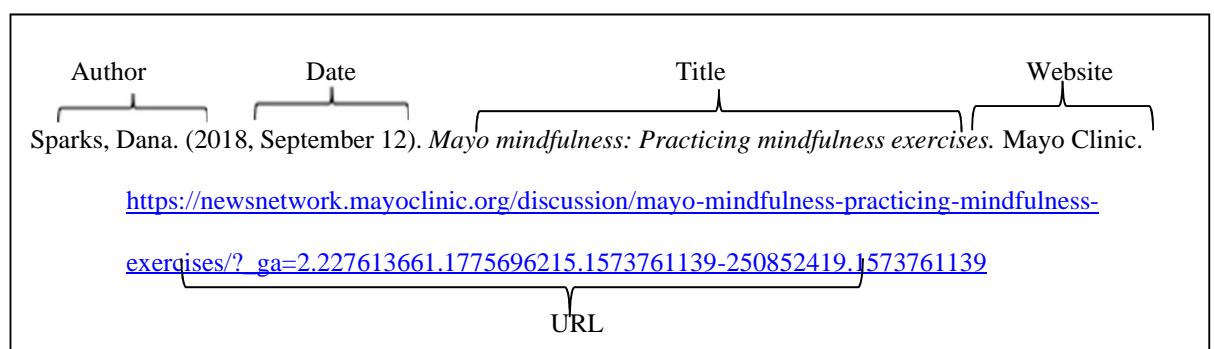 Author Date Title Website
Sparks, Dana. (2018, September 12). Mayo mindfulness: Practicing mindfulness exercises. Mayo Clinic.
https://newsnetwork.mayoclinic.org/discussion/mayo-mindfulness-practicing-mindfulness-
exercises/?_ga=2.227613661.1775696215.1573761139-250852419.1573761139
URL